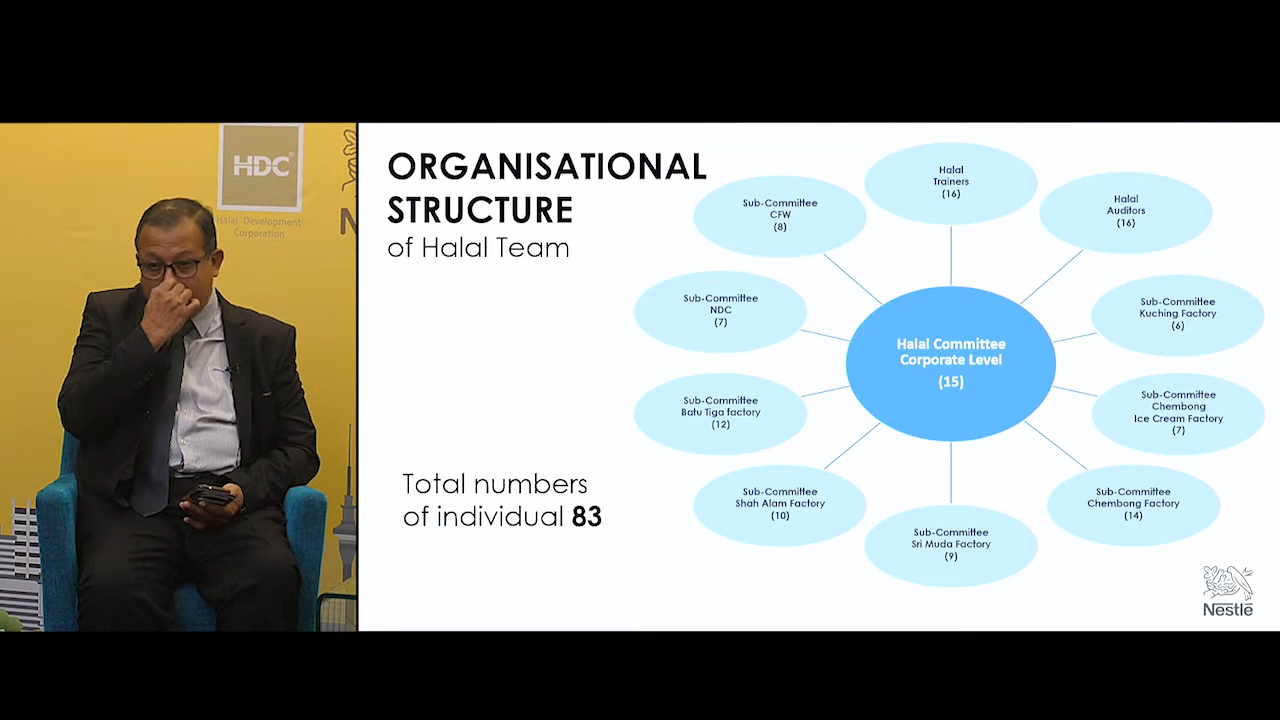 HDC
Halal Development
Corporation
N
ORGANISATIONAL
STRUCTURE
of Halal Team
Total numbers
of individual 83
Halal
Trainers
(16)
Halal
Auditors
(16)
Sub-Committee
Kuching Factory
(6)
Sub-Committee
Chembong
Ice Cream Factory
(7)
Sub-Committee
Chembong Factory
(14)
Sub-Committee
Sri Muda Factory
(9)
Sub-Committee
Shah Alam Factory
(10)
Sub-Committee
Batu Tiga factory
(12)
Sub-Committee
NDC
(7)
Sub-Committee
CFW
(8)
Halal Committee
Corporate Level
(15)
Nestlé